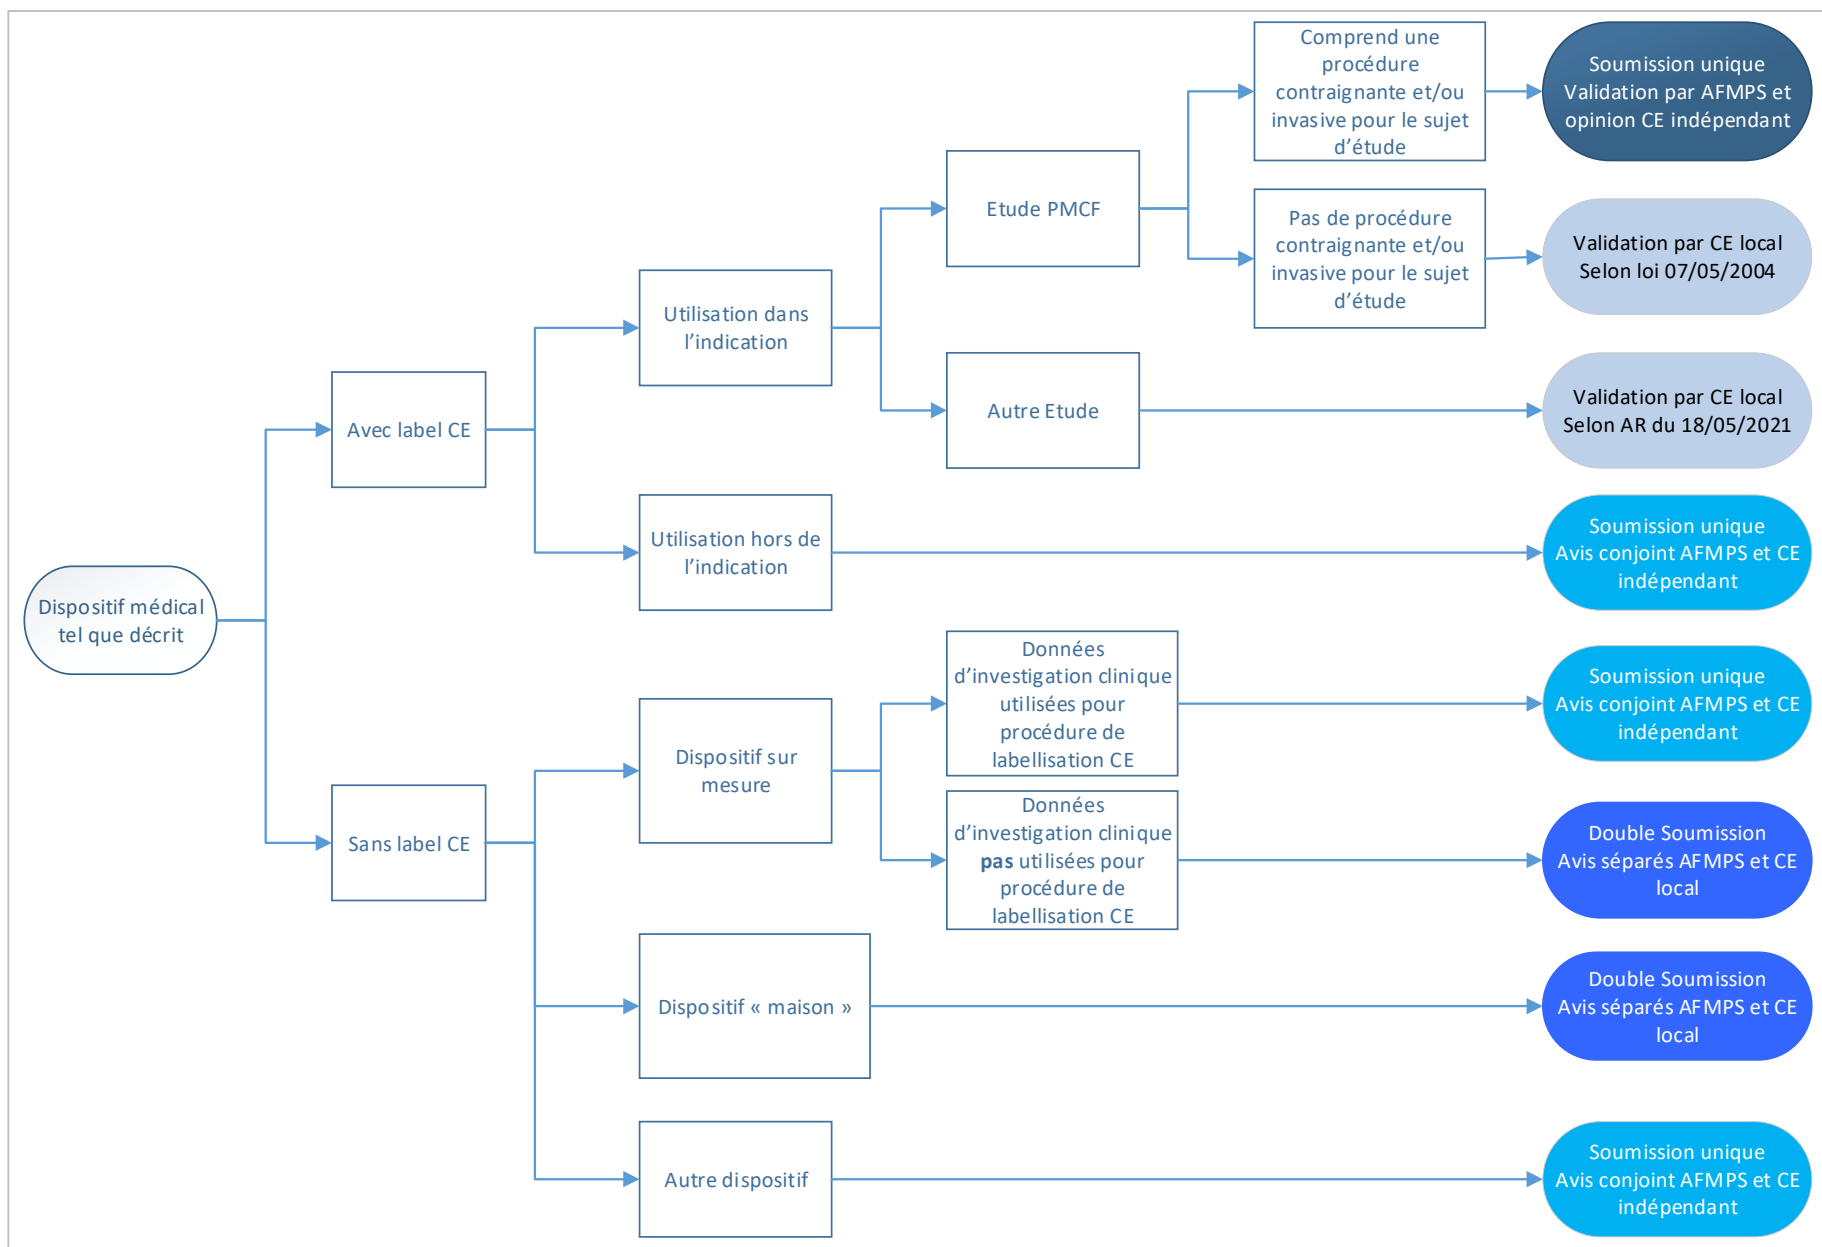 Comprend une
procédure
contraignante et/ou
invasive pour le sujet
d’étude
Soumission unique
Validation par AFMPS et
opinion CE indépendant
Etude PMCF
Pas de procédure
contraignante et/ou
invasive pour le sujet
d’étude
Validation par CE local
Selon loi 07/05/2004
Utilisation dans
l’indication
Autre Etude
Validation par CE local
Selon AR du 18/05/2021
Avec label CE
Utilisation hors de
l’indication
Soumission unique
Avis conjoint AFMPS et CE
indépendant
Dispositif médical
tel que décrit
Données
d’investigation clinique
utilisées pour
procédure de
labellisation CE
Soumission unique
Avis conjoint AFMPS et CE
indépendant
Dispositif sur
mesure
Sans label CE
Données
d’investigation clinique
pas utilisées pour
procédure de
labellisation CE
Double Soumission
Avis séparés AFMPS et CE
local
Dispositif « maison »
Double Soumission
Avis séparés AFMPS et CE
local
Autre dispositif
Soumission unique
Avis conjoint AFMPS et CE
indépendant